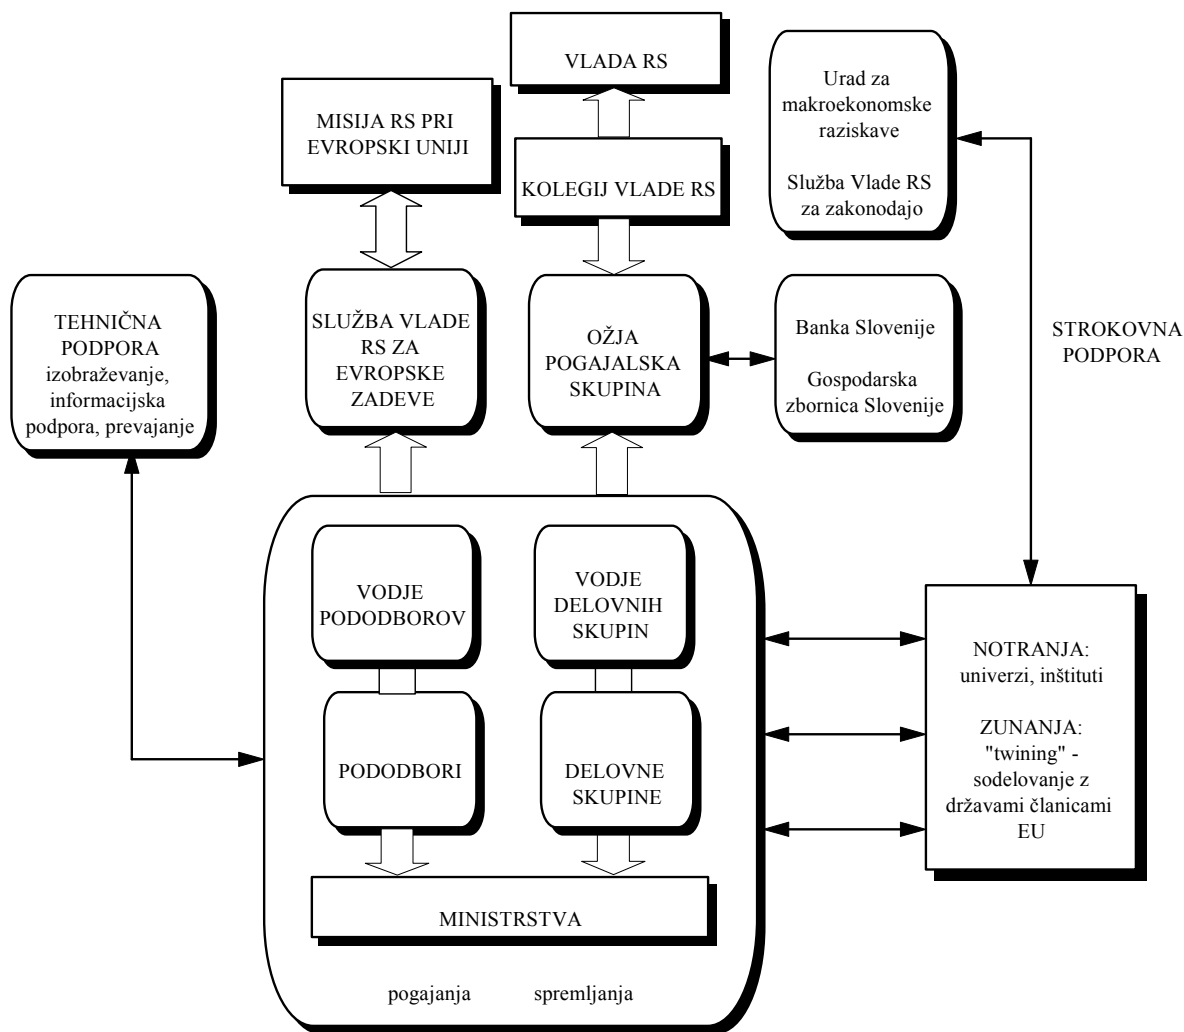 VLADA RS
Urad za
makroekonomske
raziskave
Služba Vlade RS
za zakonodajo
MISIJA RS PRI
EVROPSKI UNIJI
KOLEGIJ VLADE RS
TEHNIČNA
PODPORA
izobraževanje,
informacijska
podpora, prevajanje
SLUŽBA VLADE
RS ZA
EVROPSKE
ZADEVE
OŽJA
POGAJALSKA
SKUPINA
Banka Slovenije
Gospodarska
zbornica Slovenije
STROKOVNA
PODPORA
VODJE
PODODBOROV
VODJE
DELOVNIH
SKUPIN
NOTRANJA:
univerzi, inštituti
ZUNANJA:
"twining" -
sodelovanje z
državami članicami
EU
PODODBORI
DELOVNE
SKUPINE
MINISTRSTVA
pogajanja
spremljanja